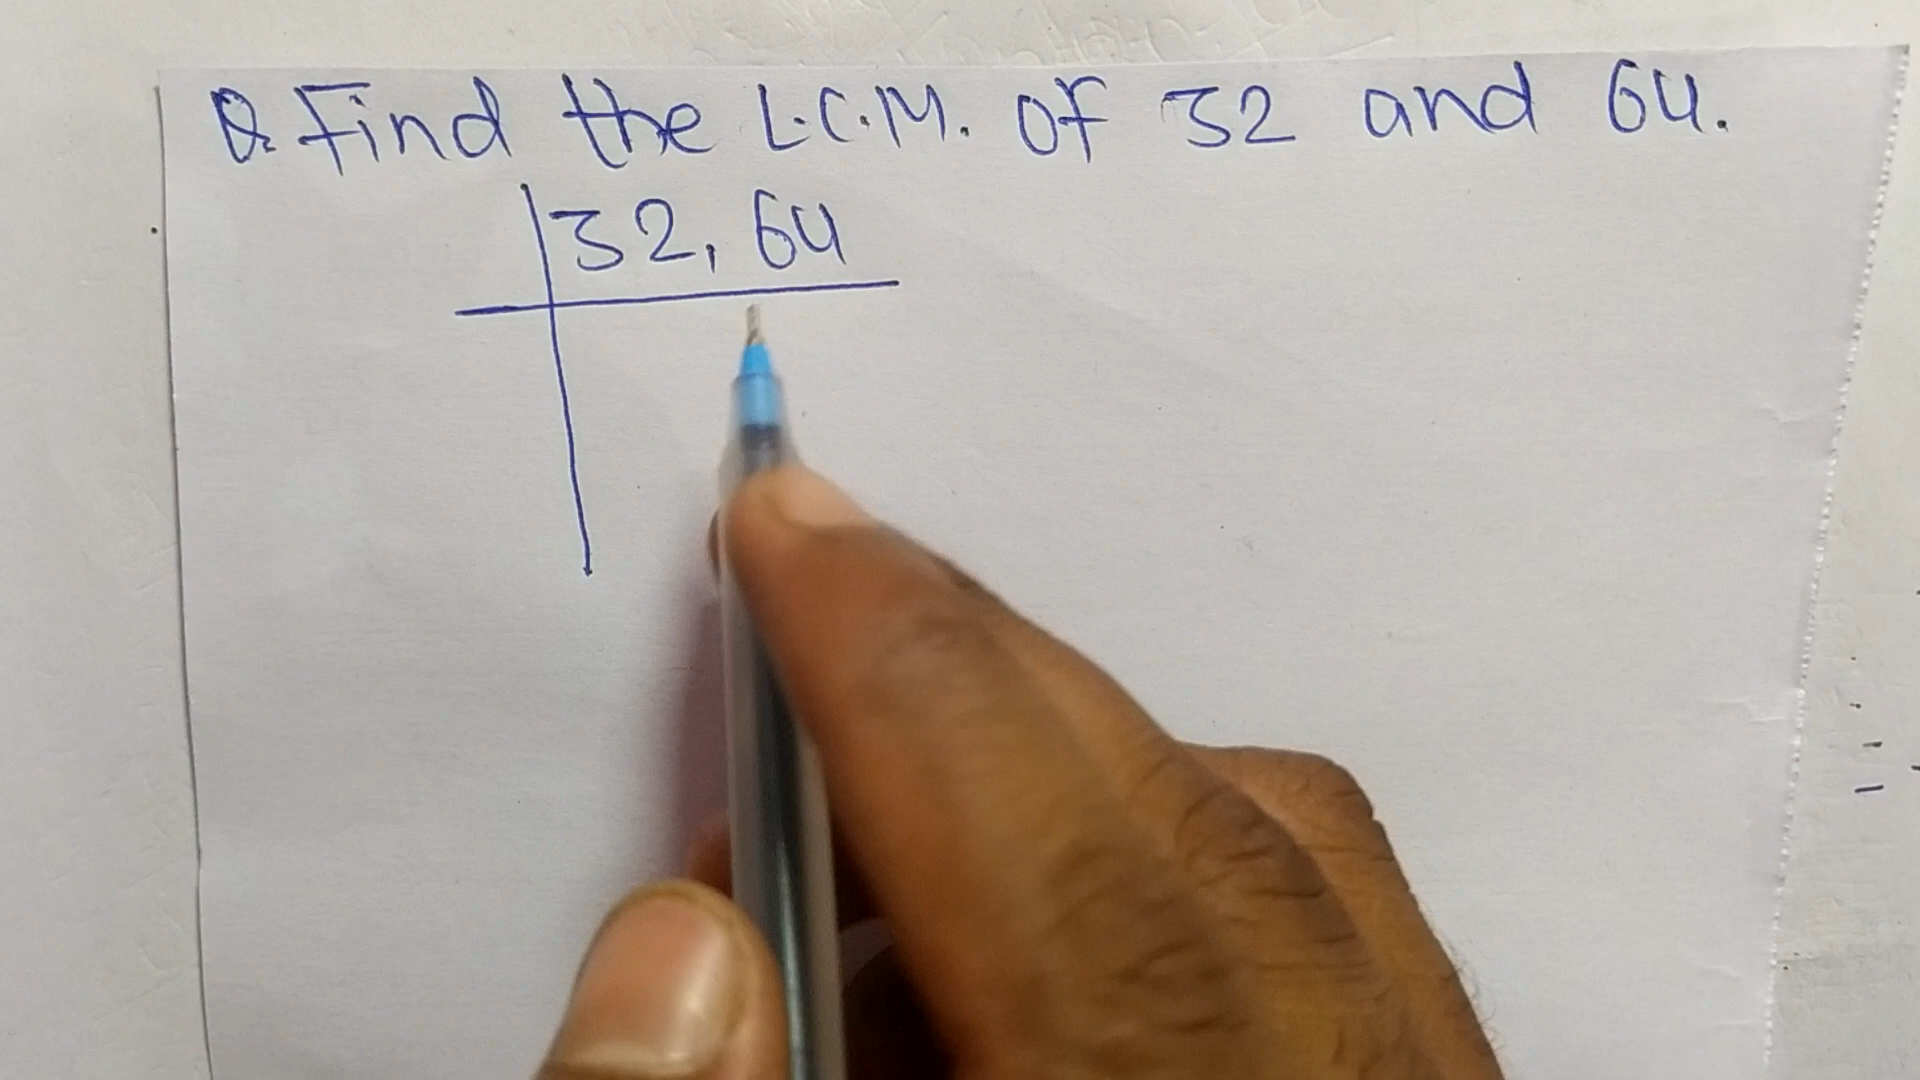 Q. Find the L.C.M. of 32 and 64.
32, 64